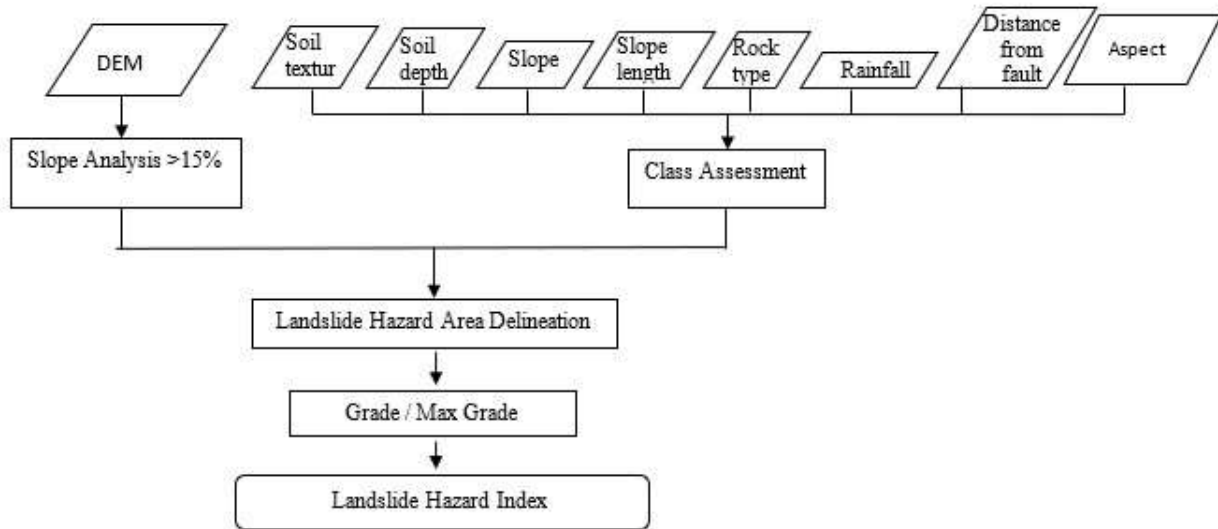 DEM
Soil
textur
Soil
depth
Slope
Slope
length
Rock
type
Rainfall
Distance
from
fault
Aspect
Slope Analysis >15%
Class Assessment
Landslide Hazard Area Delineation
Grade / Max Grade
Landslide Hazard Index